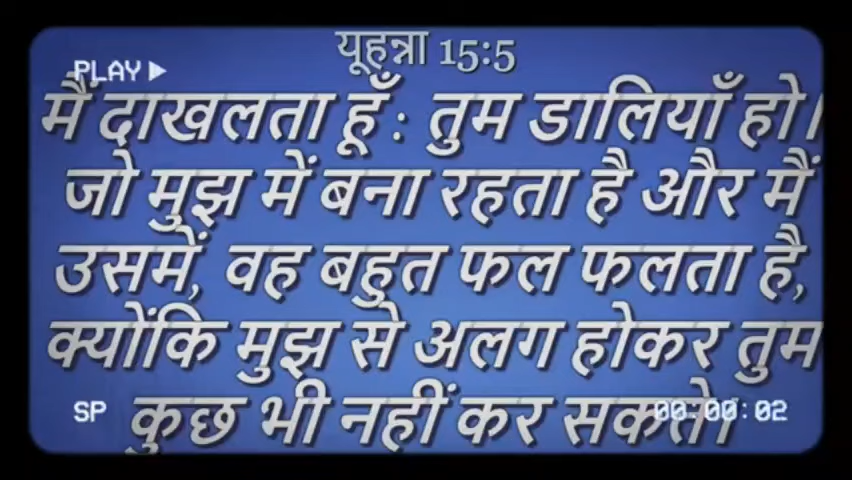 यूहन्ना 15:5
PLAY
मैं दाखलता हूँ : तुम डालियाँ हो।
जो मुझ में बना रहता है और मैं
उसमें, वह बहुत फल फलता है,
क्योंकि मुझ से अलग होकर तुम
कुछ भी नहीं कर सकते।
SP
00:00:02